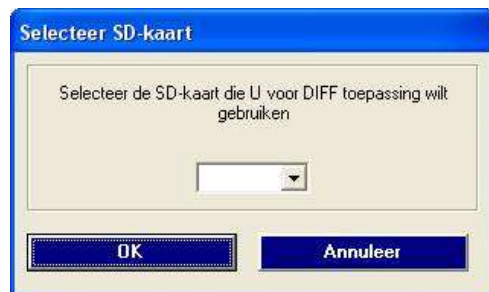 Selecteer SD-kaart
Selecteer de SD-kaart die U voor DIFF toepassing wilt
gebruiken
OK
Annuleer